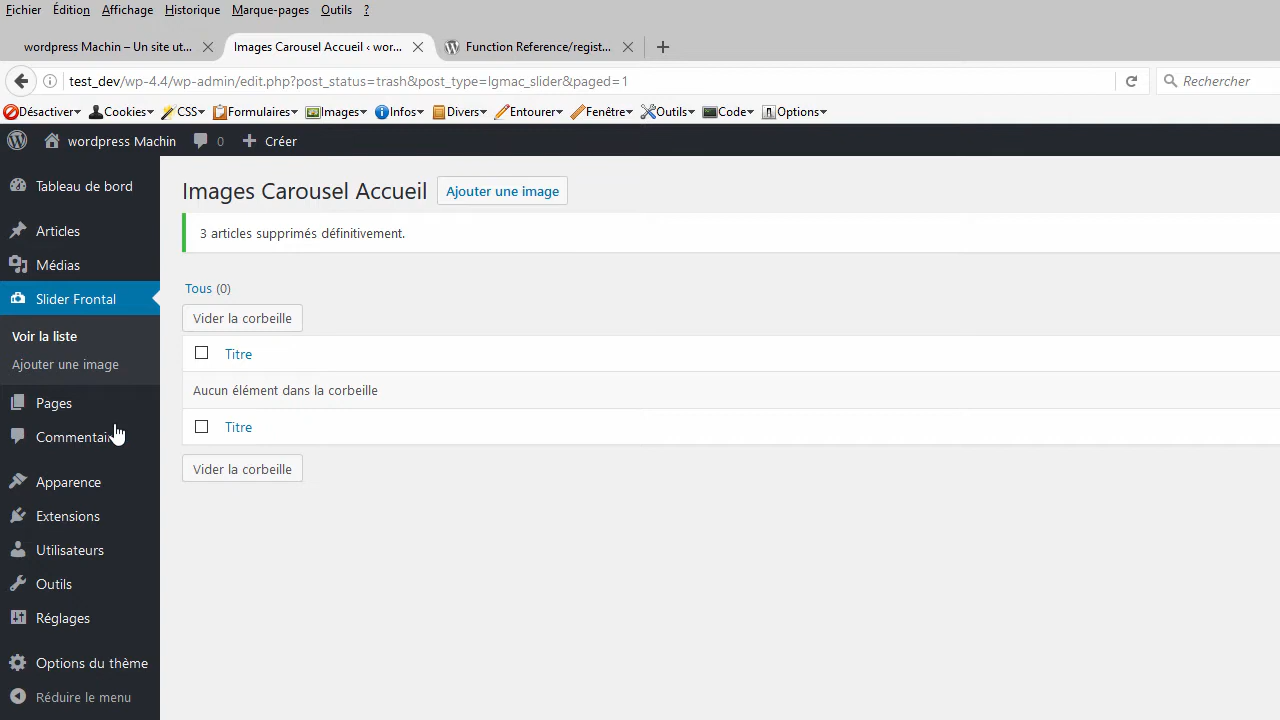 Fichier Édition Affichage Historique Marque-pages Outils ?
wordpress Machin – Un site ut... Images Carousel Accueil ‹ wor... Function Reference/regist...
test_dev/wp-4.4/wp-admin/edit.php?post_status=trash&post_type=lgmac_slider&paged=1 Rechercher
Désactiver Cookies CSS Formulaires Images Infos Divers Entourer Fenêtre Outils Code Options
wordpress Machin 0 Créer
Tableau de bord
Articles
Médias
Slider Frontal
Voir la liste
Ajouter une image
Pages
Apparence
Extensions
Utilisateurs
Outils
Réglages
Options du thème
Réduire le menu
Images Carousel Accueil Ajouter une image
3 articles supprimés définitivement.
Tous (0)
Vider la corbeille
Titre
Aucun élément dans la corbeille
Titre
Vider la corbeille